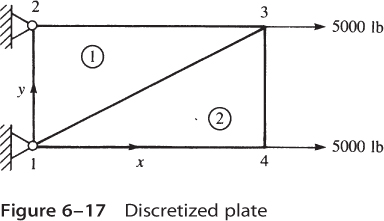 2
3
5000 lb
1
y
2
1
x
4
5000 lb
Figure 6–17 Discretized plate